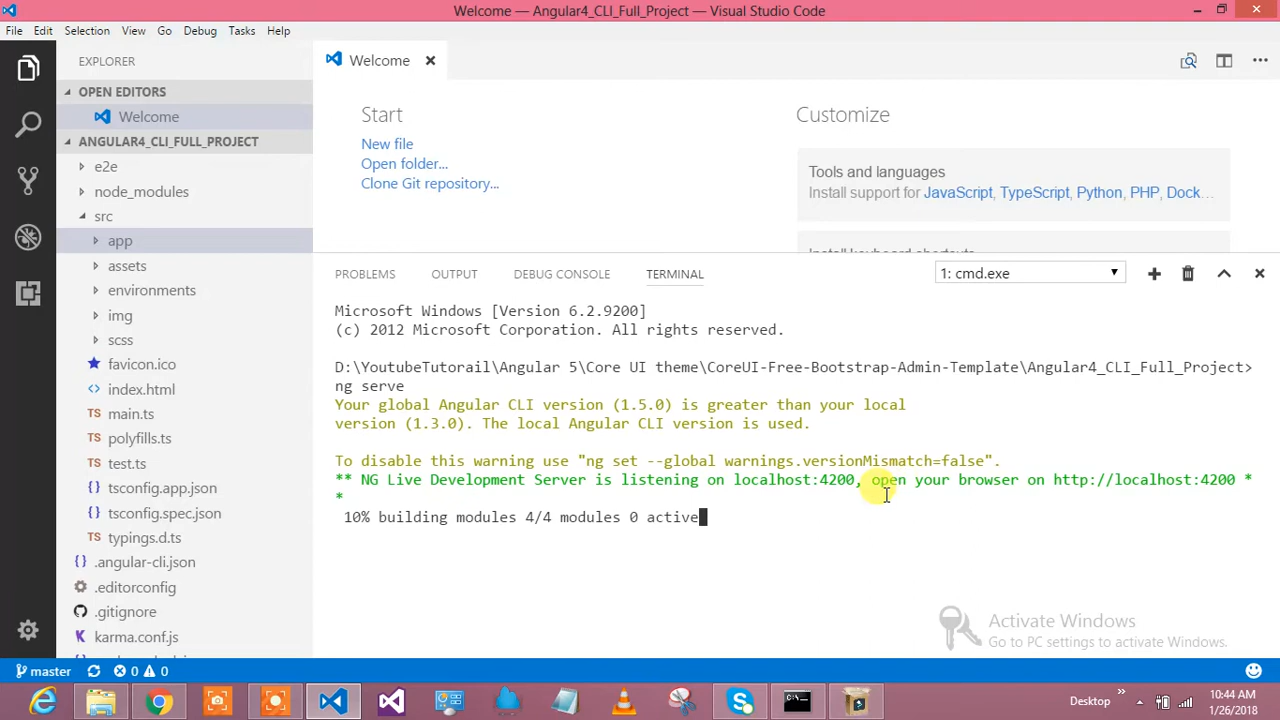 Welcome — Angular4_CLI_Full_Project — Visual Studio Code
File Edit Selection View Go Debug Tasks Help
EXPLORER
OPEN EDITORS
Welcome
ANGULAR4_CLI_FULL_PROJECT
e2e
node_modules
src
app
assets
environments
img
scss
favicon.ico
index.html
TS main.ts
TS polyfills.ts
TS test.ts
{} tsconfig.app.json
{} tsconfig.spec.json
TS typings.d.ts
{} .angular-cli.json
.editorconfig
.gitignore
karma.conf.js
Welcome
Start
New file
Open folder...
Clone Git repository...
Customize
Tools and languages
Install support for JavaScript, TypeScript, Python, PHP, Dock...
PROBLEMS OUTPUT DEBUG CONSOLE TERMINAL 1: cmd.exe
Microsoft Windows [Version 6.2.9200]
(c) 2012 Microsoft Corporation. All rights reserved.
D:\YoutubeTutorail\Angular 5\Core UI theme\CoreUI-Free-Bootstrap-Admin-Template\Angular4_CLI_Full_Project>
ng serve
Your global Angular CLI version (1.5.0) is greater than your local
version (1.3.0). The local Angular CLI version is used.
To disable this warning use "ng set --global warnings.versionMismatch=false".
** NG Live Development Server is listening on localhost:4200, open your browser on http://localhost:4200 *
*
10% building modules 4/4 modules 0 active
Activate Windows
Go to PC settings to activate Windows.
master 0 0
Desktop
10:44 AM
1/26/2018